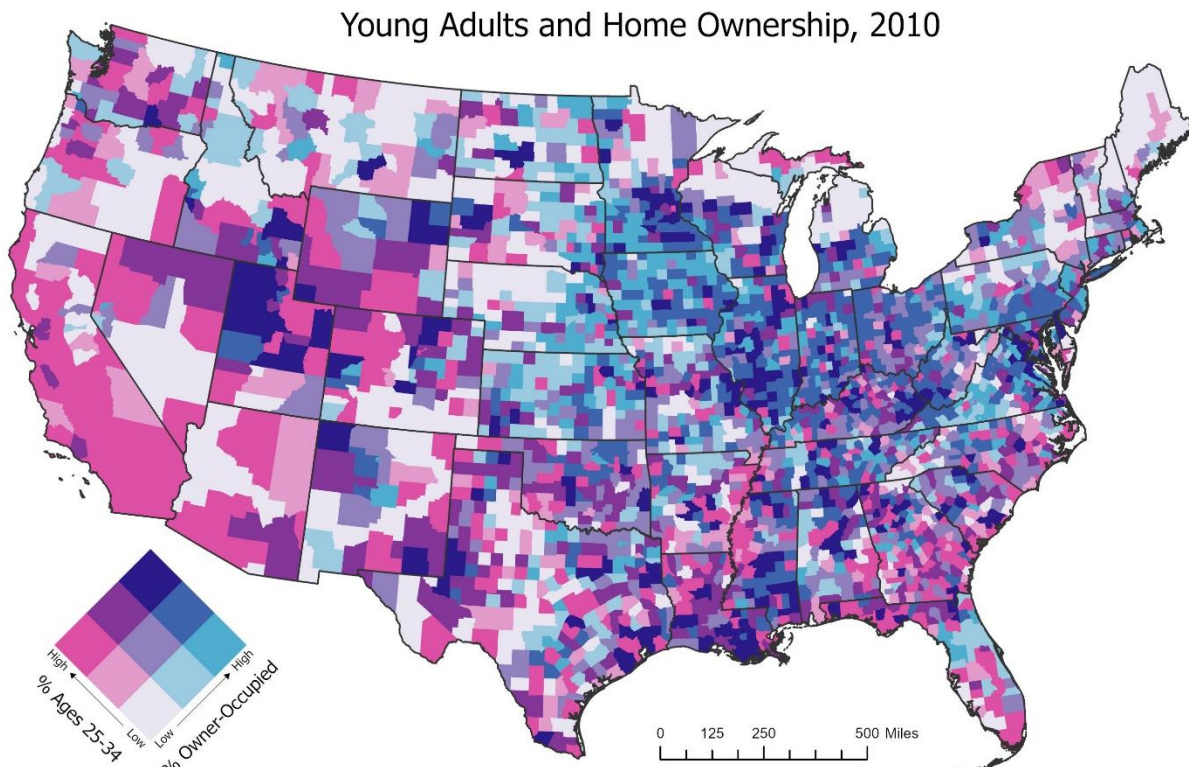 Young Adults and Home Ownership, 2010
High
High
Low
Low
% Ages 25-34
% Owner-Occupied
0 125 250 500 Miles